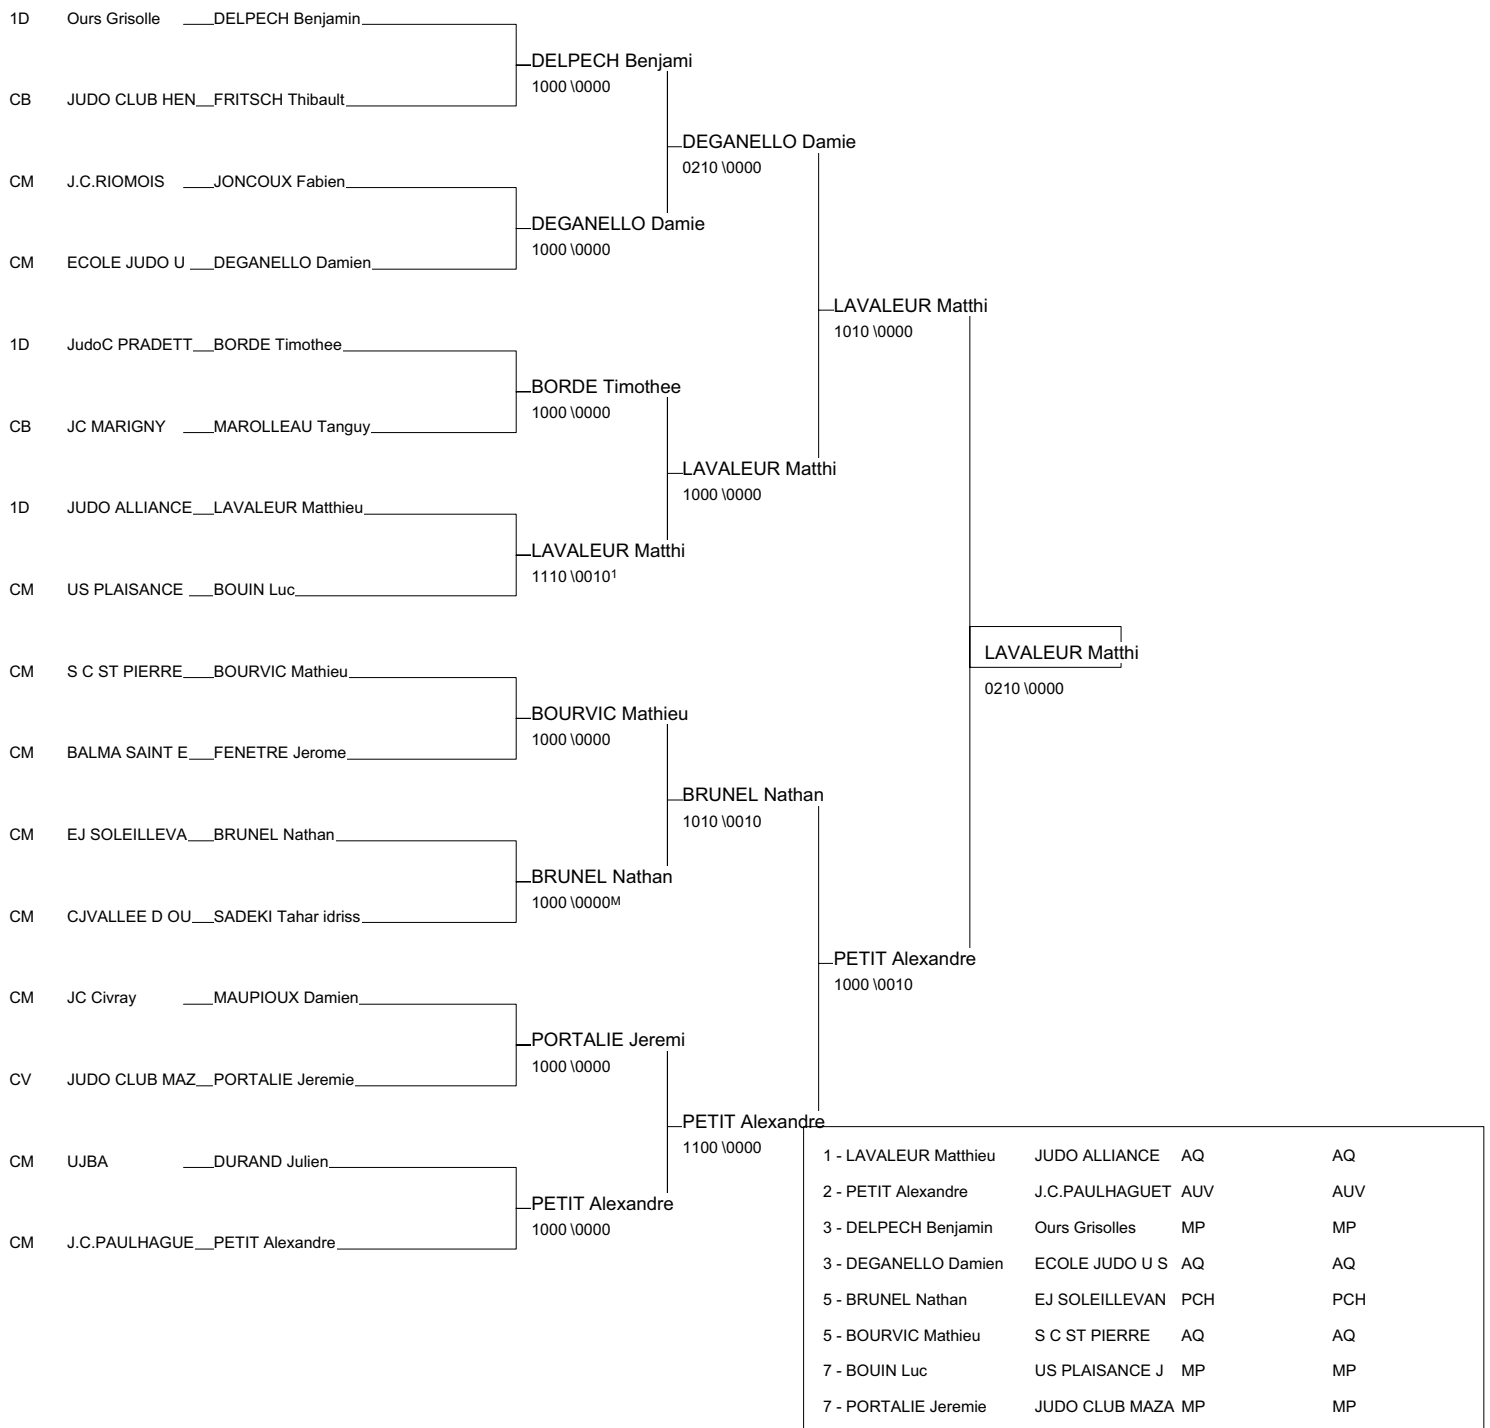 1D Ours Grisolle DELPECH Benjamin
DELPECH Benjami
1000 \0000
CB JUDO CLUB HEN FRITSCH Thibault
DEGANELLO Damie
0210 \0000
CM J.C.RIOMOIS JONCOUX Fabien
DEGANELLO Damie
1000 \0000
CM ECOLE JUDO U DEGANELLO Damien
LAVALEUR Matthi
1010 \0000
1D JudoC PRADETT BORDE Timothee
BORDE Timothee
1000 \0000
CB JC MARIGNY MAROLLEAU Tanguy
LAVALEUR Matthi
1000 \0000
1D JUDO ALLIANCE LAVALEUR Matthieu
LAVALEUR Matthi
1110 \0010¹
CM US PLAISANCE BOUIN Luc
LAVALEUR Matthi
0210 \0000
CM S C ST PIERRE BOURVIC Mathieu
BOURVIC Mathieu
1000 \0000
CM BALMA SAINT E FENETRE Jerome
BRUNEL Nathan
1010 \0010
CM EJ SOLEILLEVA BRUNEL Nathan
BRUNEL Nathan
1000 \0000M
CM CJVALLEE D OU SADEKI Tahar idriss
PETIT Alexandre
1000 \0010
CM JC Civray MAUPIOUX Damien
PORTALIE Jeremi
1000 \0000
CV JUDO CLUB MAZ PORTALIE Jeremie
PETIT Alexandre
1100 \0000
CM UJBA DURAND Julien
PETIT Alexandre
1000 \0000
CM J.C.PAULHAGUE PETIT Alexandre
1 - LAVALEUR Matthieu JUDO ALLIANCE AQ AQ
2 - PETIT Alexandre J.C.PAULHAGUET AUV AUV
3 - DELPECH Benjamin Ours Grisolles MP MP
3 - DEGANELLO Damien ECOLE JUDO U S AQ AQ
5 - BRUNEL Nathan EJ SOLEILLEVAN PCH PCH
5 - BOURVIC Mathieu S C ST PIERRE AQ AQ
7 - BOUIN Luc US PLAISANCE J MP MP
7 - PORTALIE Jeremie JUDO CLUB MAZA MP MP